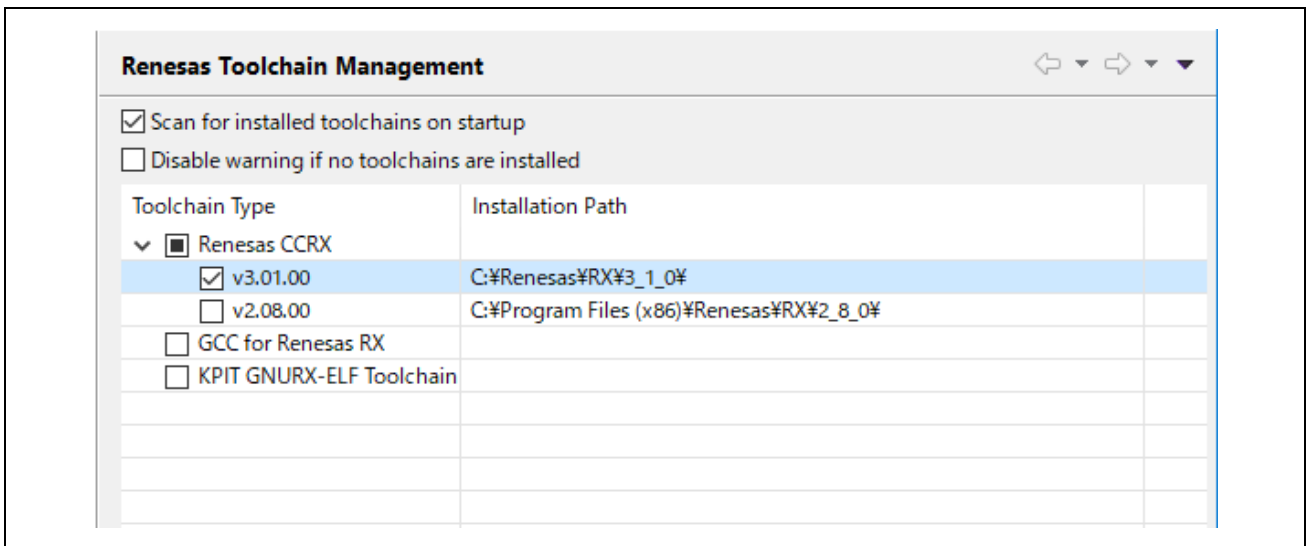 Renesas Toolchain Management
Scan for installed toolchains on startup
Disable warning if no toolchains are installed
Toolchain Type Installation Path
Renesas CCRX
v3.01.00 C:¥Renesas¥RX¥3_1_0¥
v2.08.00 C:¥Program Files (x86)¥Renesas¥RX¥2_8_0¥
GCC for Renesas RX
KPIT GNURX-ELF Toolchain